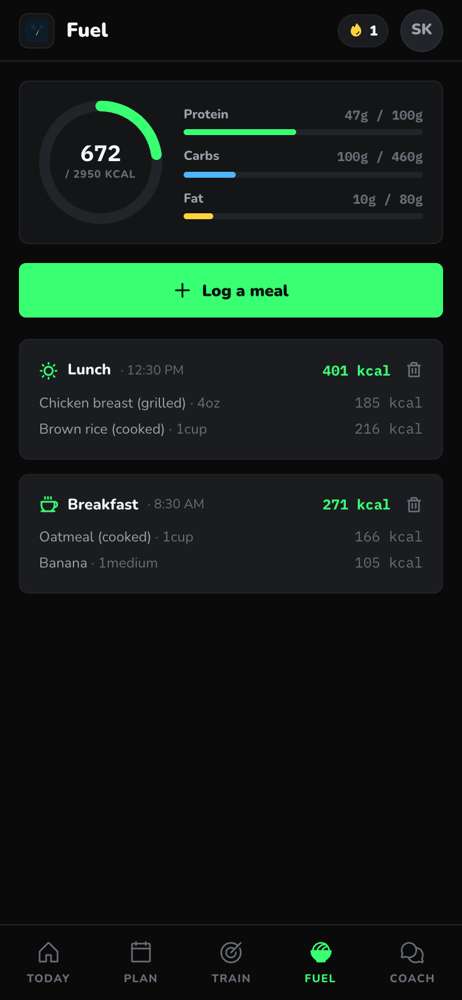 Fuel
1
SK
672
/ 2950 KCAL
Protein 47g / 100g
Carbs 100g / 460g
Fat 10g / 80g
Log a meal
Lunch · 12:30 PM 401 kcal
Chicken breast (grilled) · 4oz 185 kcal
Brown rice (cooked) · 1cup 216 kcal
Breakfast · 8:30 AM 271 kcal
Oatmeal (cooked) · 1cup 166 kcal
Banana · 1medium 105 kcal
TODAY PLAN TRAIN FUEL COACH